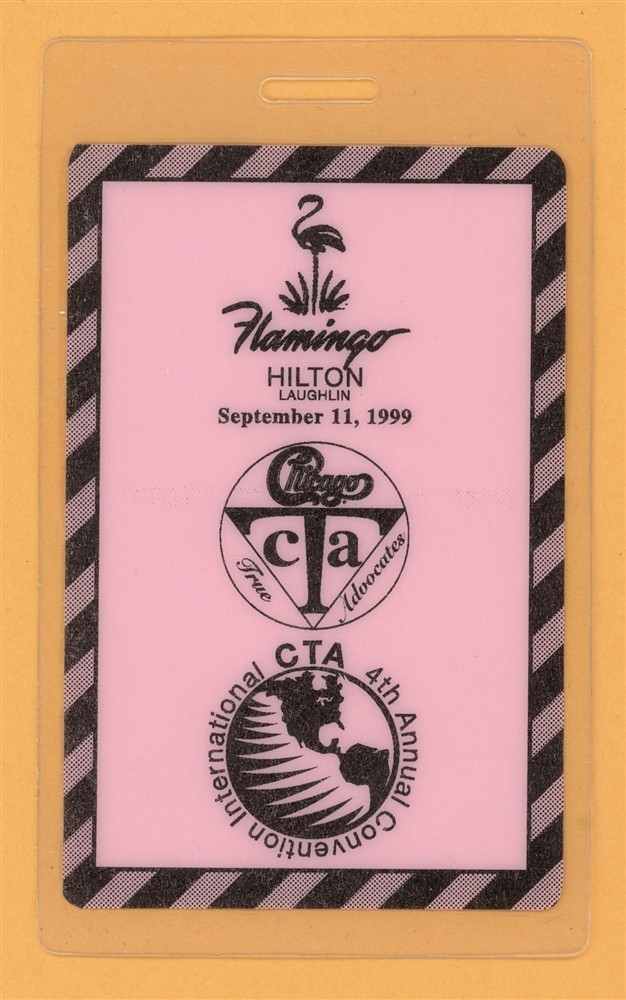 Flamingo
HILTON
LAUGHLIN
September 11, 1999
Chicago
cTa
True Advocates
CTA
4th Annual Convention International